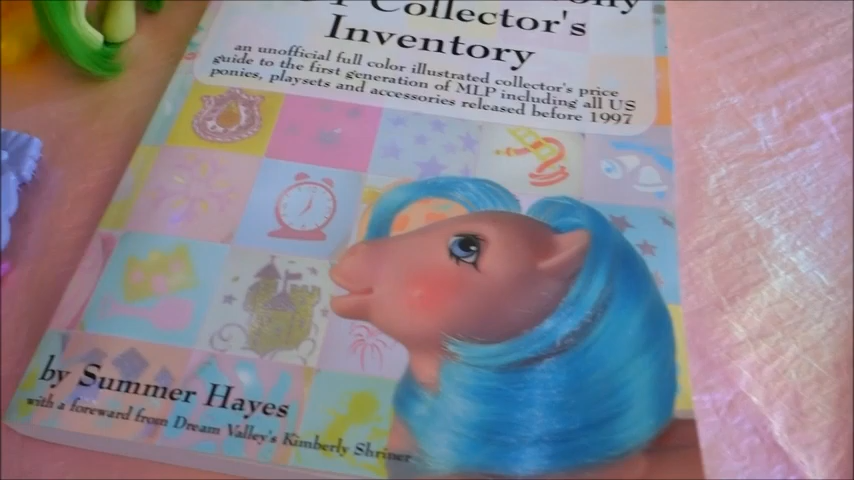 Collector's
Inventory
an unofficial full color illustrated collector's price
guide to the first generation of MLP including all US
ponies, playsets and accessories released before 1997
by Summer Hayes
with a foreward from Dream Valley's Kimberly Shriner